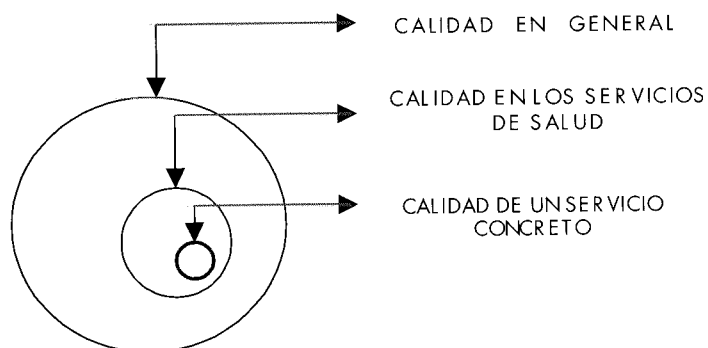 CALIDAD EN GENERAL
CALIDAD EN LOS SERVICIOS
DE SALUD
CALIDAD DE UN SERVICIO
CONCRETO